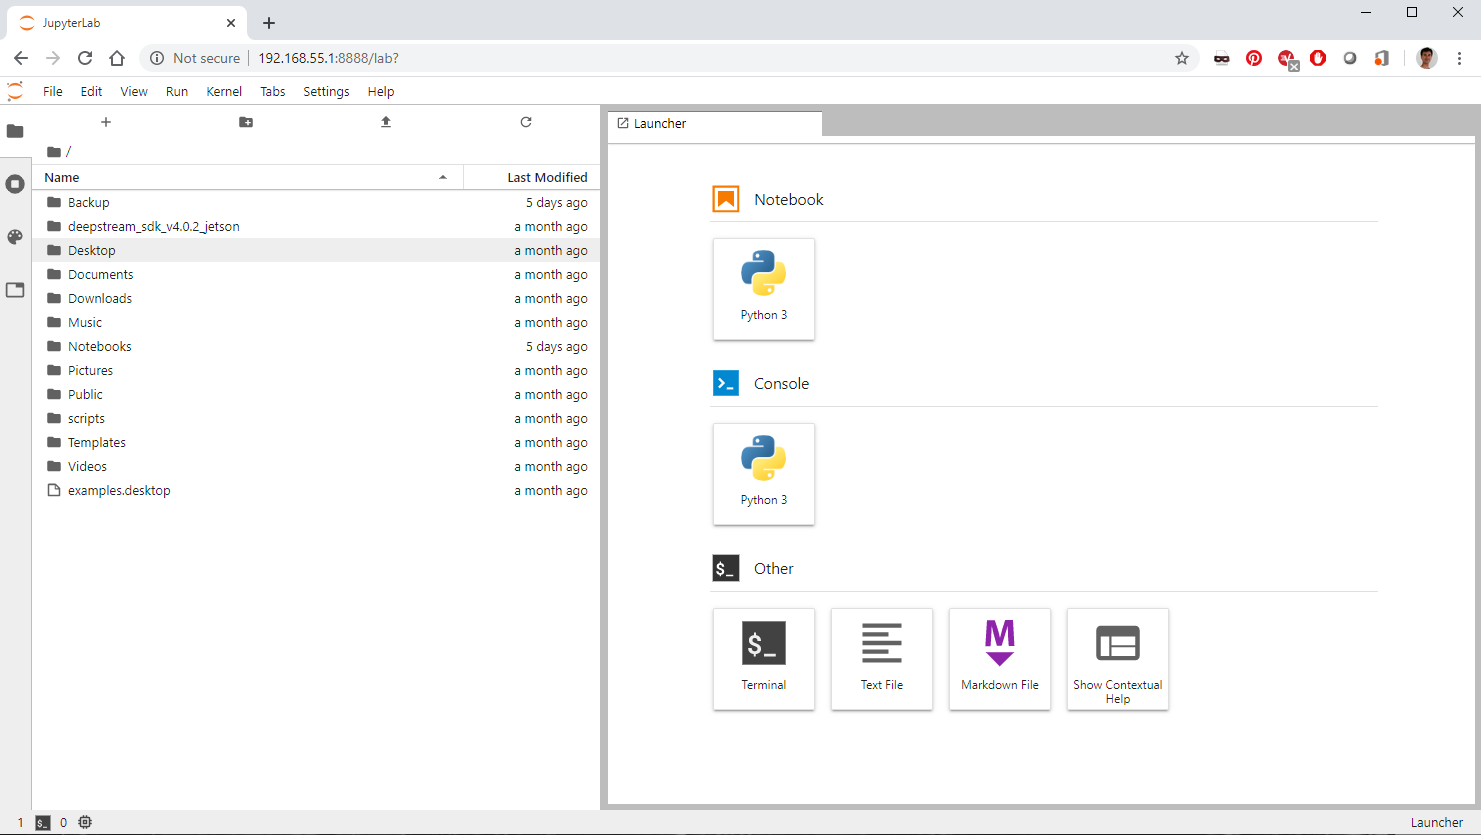 JupyterLab
Not secure 192.168.55.1:8888/lab?
File Edit View Run Kernel Tabs Settings Help
/
Name Last Modified
Backup 5 days ago
deepstream_sdk_v4.0.2_jetson a month ago
Desktop a month ago
Documents a month ago
Downloads a month ago
Music a month ago
Notebooks 5 days ago
Pictures a month ago
Public a month ago
scripts a month ago
Templates a month ago
Videos a month ago
examples.desktop a month ago
Launcher
Notebook
Python 3
Console
Python 3
$_ Other
$_
Terminal
Text File
M
Markdown File
Show Contextual
Help
1 $_ 0 Launcher